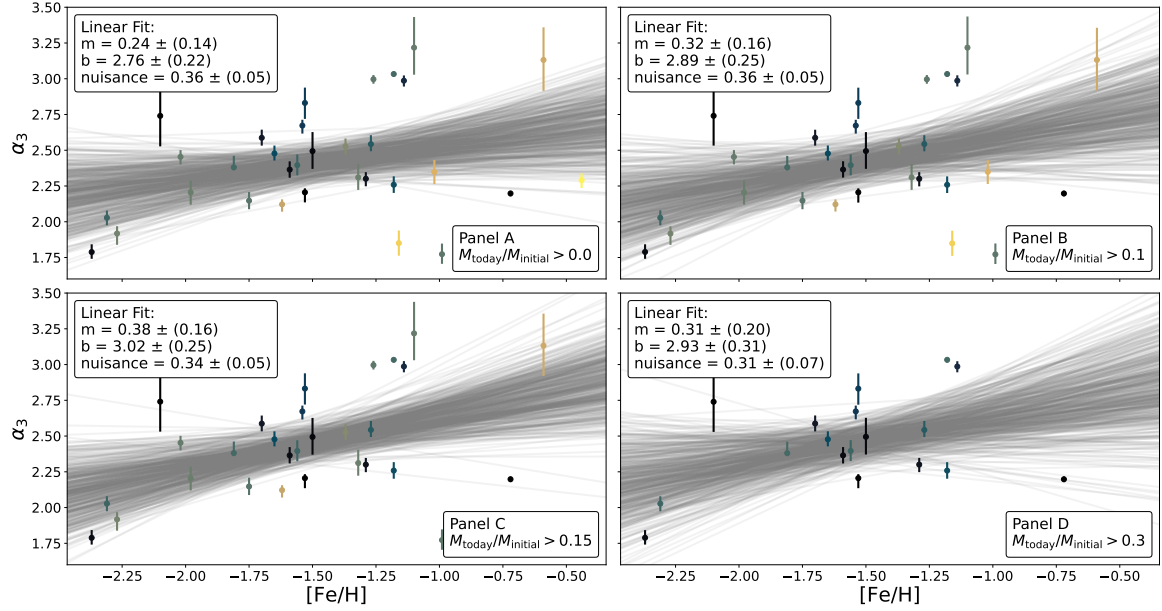 3.50
3.25
3.00
2.75
2.50
2.25
2.00
1.75
α₃
Linear Fit:
m = 0.24 ± (0.14)
b = 2.76 ± (0.22)
nuisance = 0.36 ± (0.05)
Panel A
M_today/M_initial > 0.0
Linear Fit:
m = 0.32 ± (0.16)
b = 2.89 ± (0.25)
nuisance = 0.36 ± (0.05)
Panel B
M_today/M_initial > 0.1
3.50
3.25
3.00
2.75
2.50
2.25
2.00
1.75
α₃
Linear Fit:
m = 0.38 ± (0.16)
b = 3.02 ± (0.25)
nuisance = 0.34 ± (0.05)
Panel C
M_today/M_initial > 0.15
−2.25 −2.00 −1.75 −1.50 −1.25 −1.00 −0.75 −0.50
[Fe/H]
Linear Fit:
m = 0.31 ± (0.20)
b = 2.93 ± (0.31)
nuisance = 0.31 ± (0.07)
Panel D
M_today/M_initial > 0.3
−2.25 −2.00 −1.75 −1.50 −1.25 −1.00 −0.75 −0.50
[Fe/H]